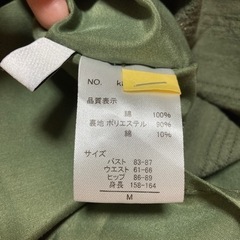 NO.
品質表示
綿 100%
裏地 ポリエステル 90%
綿 10%
サイズ
バスト 83-87
ウエスト 61-66
ヒップ 86-89
身長 158-164
M